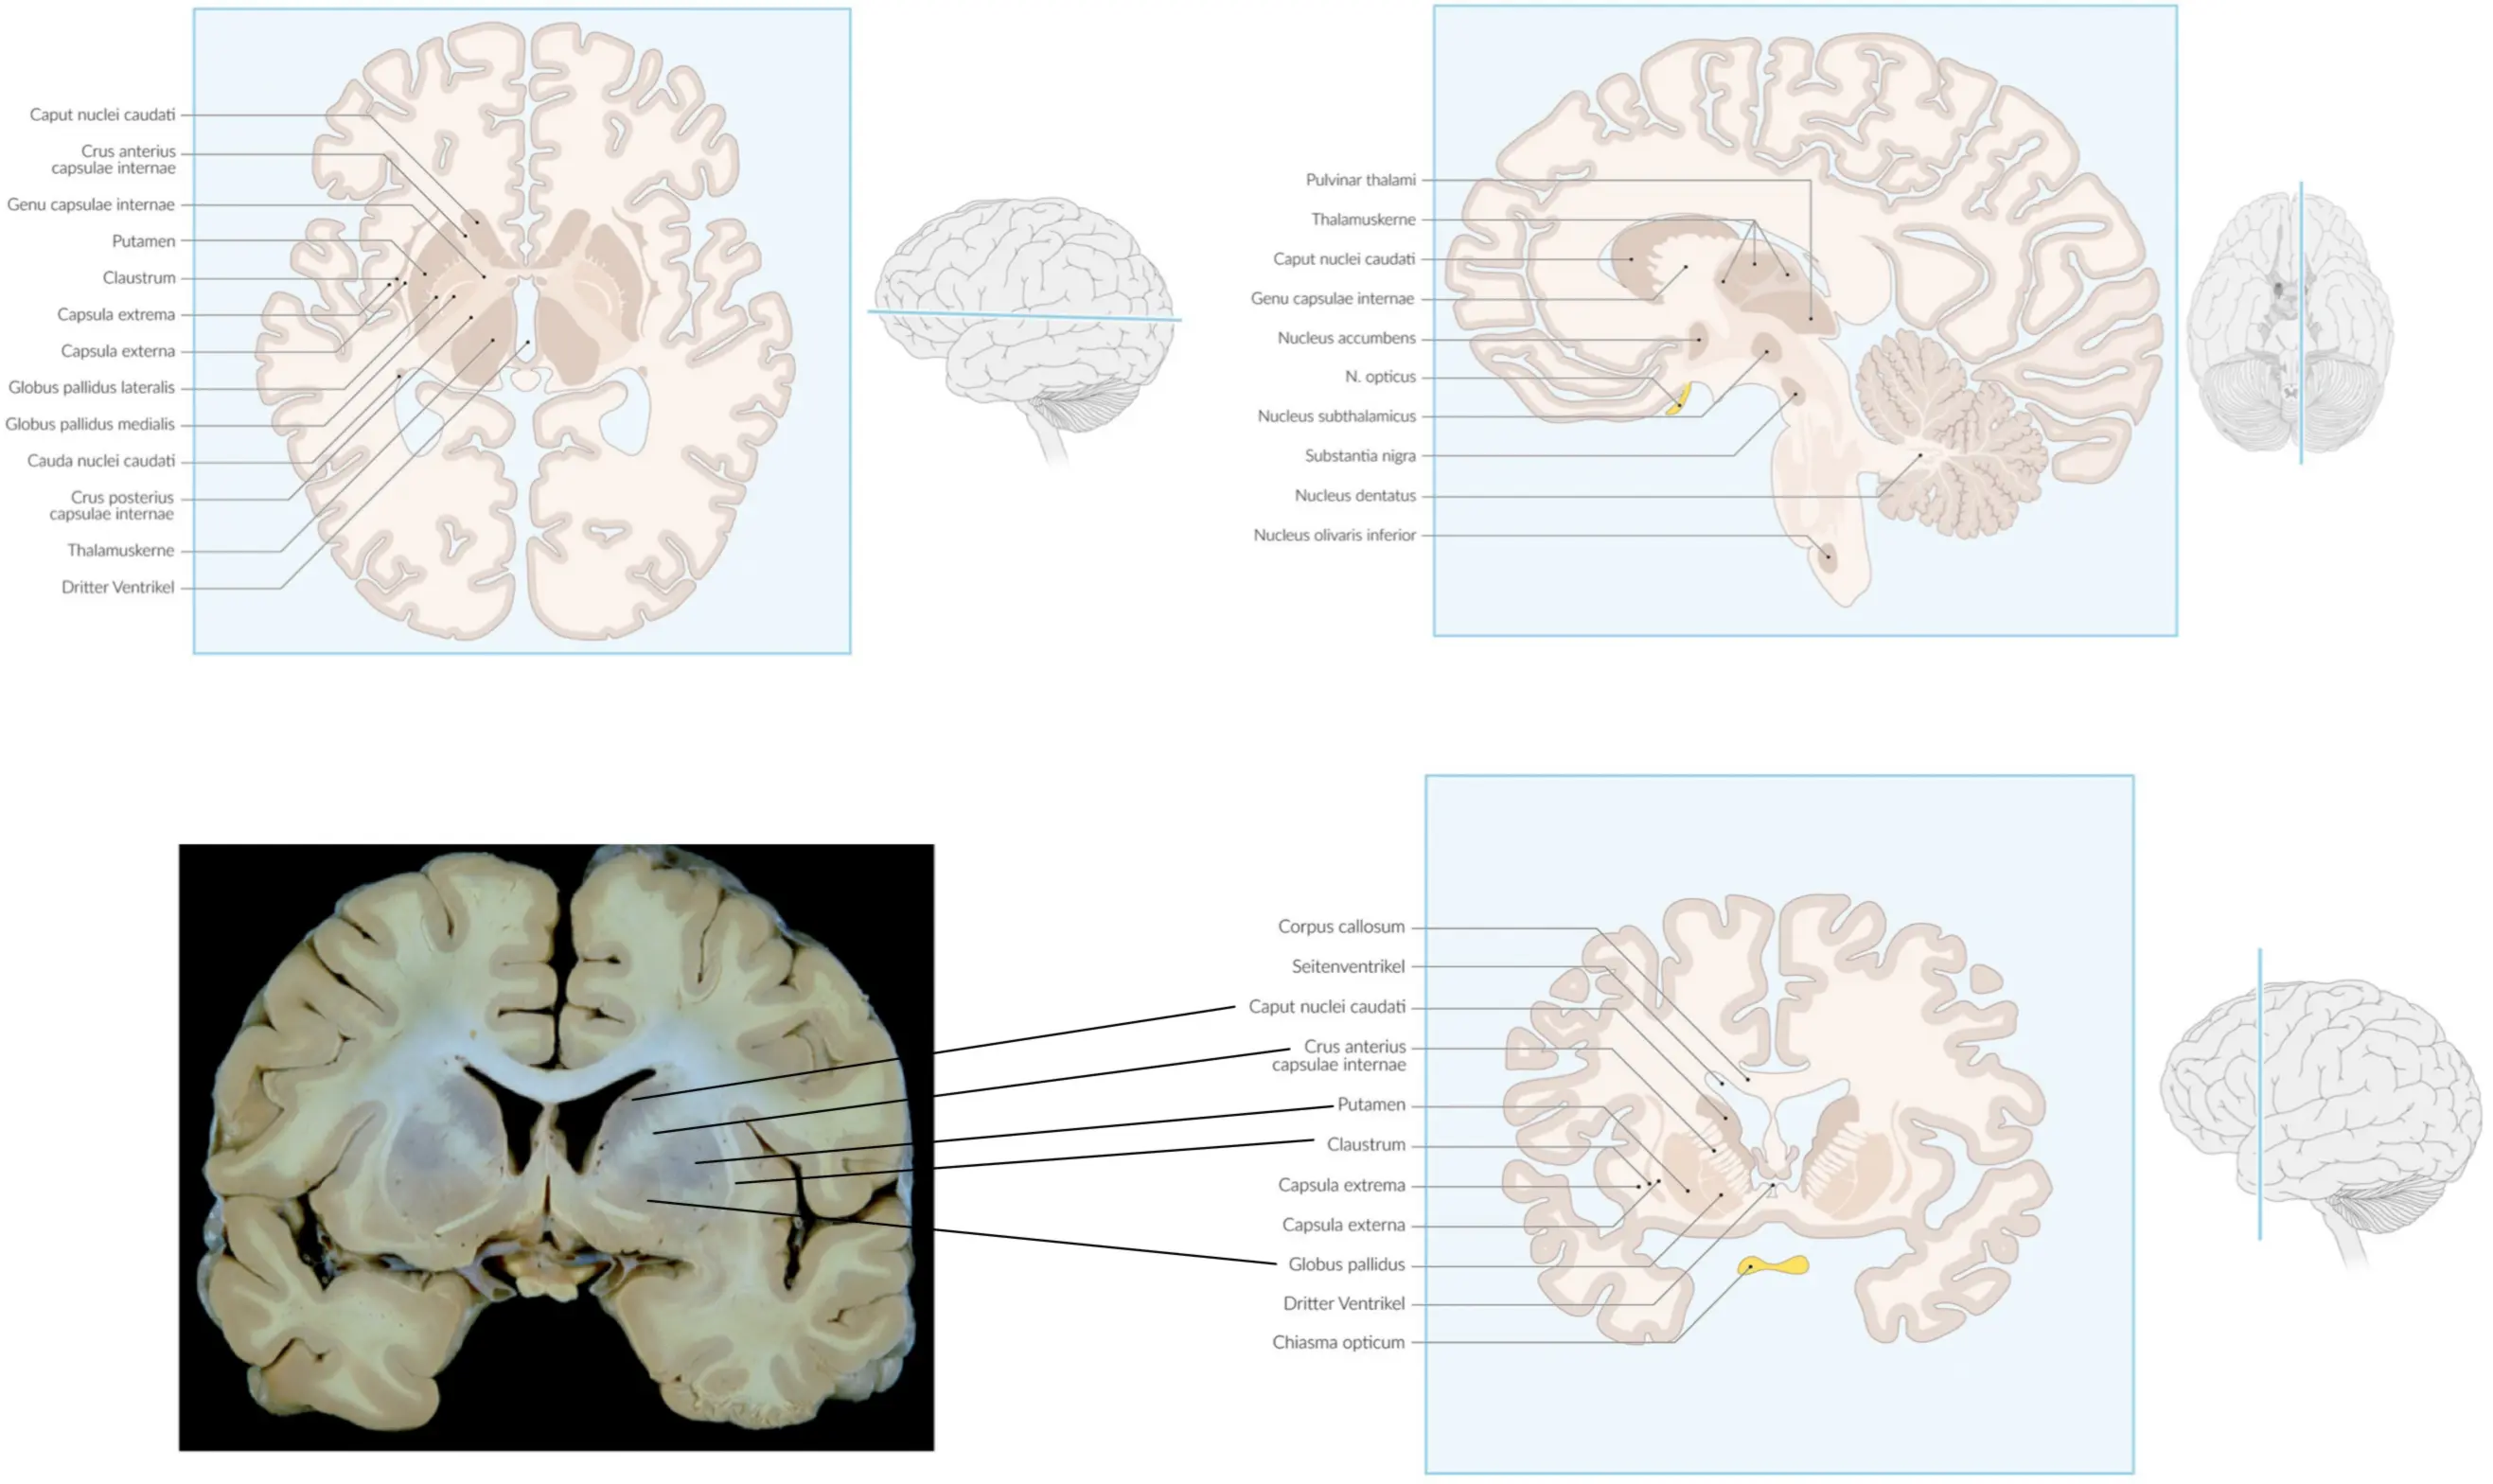 Caput nuclei caudati
Crus anterius
capsulae internae
Genu capsulae internae
Putamen
Claustrum
Capsula extrema
Capsula externa
Globus pallidus lateralis
Globus pallidus medialis
Cauda nuclei caudati
Crus posterius
capsulae internae
Thalamuskerne
Dritter Ventrikel
Pulvinar thalami
Thalamuskerne
Caput nuclei caudati
Genu capsulae internae
Nucleus accumbens
N. opticus
Nucleus subthalamicus
Substantia nigra
Nucleus dentatus
Nucleus olivaris inferior
Corpus callosum
Seitenventrikel
Caput nuclei caudati
Crus anterius
capsulae internae
Putamen
Claustrum
Capsula extrema
Capsula externa
Globus pallidus
Dritter Ventrikel
Chiasma opticum